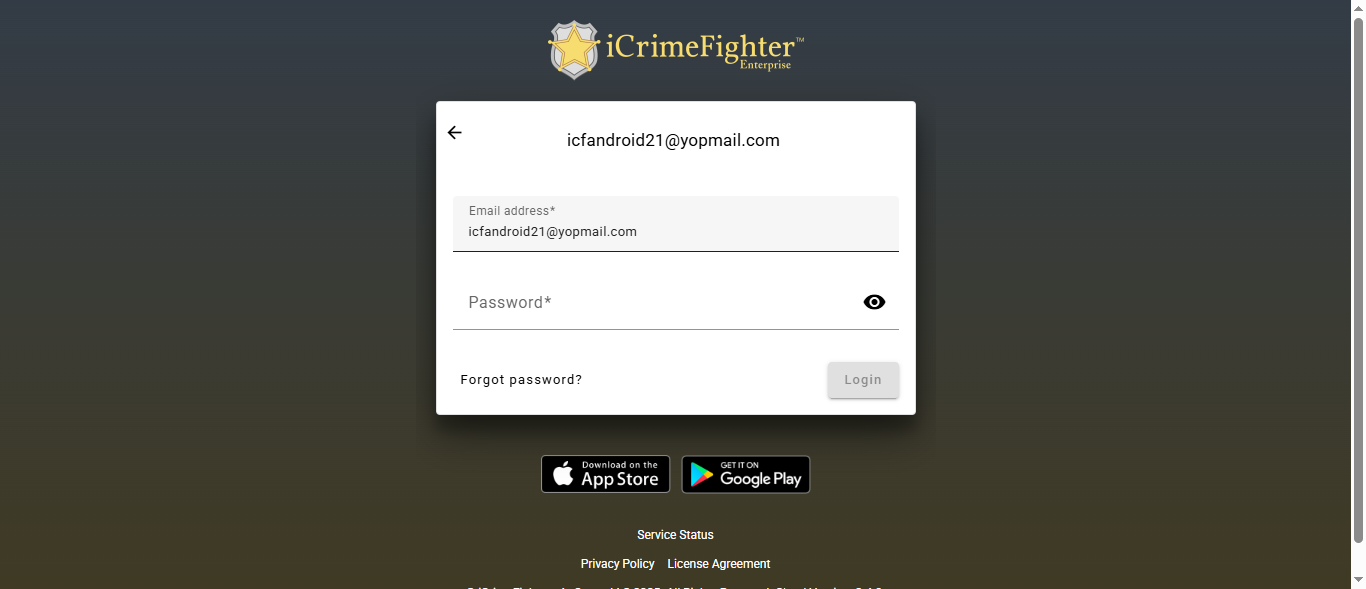 iCrimeFighter™
Enterprise
icfandroid21@yopmail.com
Email address*
icfandroid21@yopmail.com
Password*
Forgot password?
Login
Download on the
App Store
GET IT ON
Google Play
Service Status
Privacy Policy License Agreement